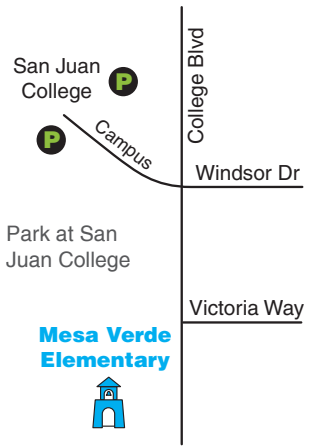 San Juan
College
P
P
Campus
College Blvd
Windsor Dr
Park at San
Juan College
Victoria Way
Mesa Verde
Elementary